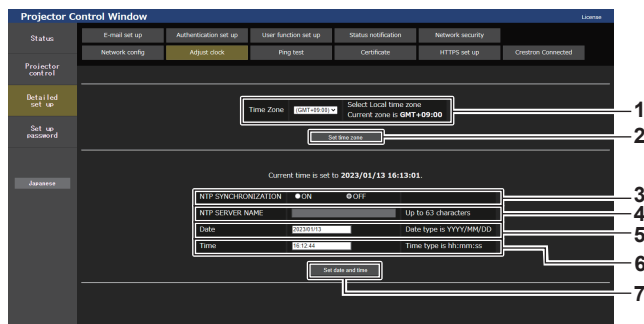 Projector Control Window
License
Status
E-mail set up
Authentication set up
User function set up
Status notification
Network security
Network config
Adjust clock
Ping test
Certificate
HTTPS set up
Crestron Connected
Projector
control
Detailed
set up
Set up
password
Japanese
Time Zone
(GMT+09:00)
Select Local time zone
Current zone is GMT+09:00
1
Set time zone
2
Current time is set to 2023/01/13 16:13:01.
NTP SYNCHRONIZATION
ON
OFF
3
NTP SERVER NAME
Up to 63 characters
4
Date
2023/01/13
Date type is YYYY/MM/DD
5
Time
16:12:44
Time type is hh:mm:ss
6
Set date and time
7